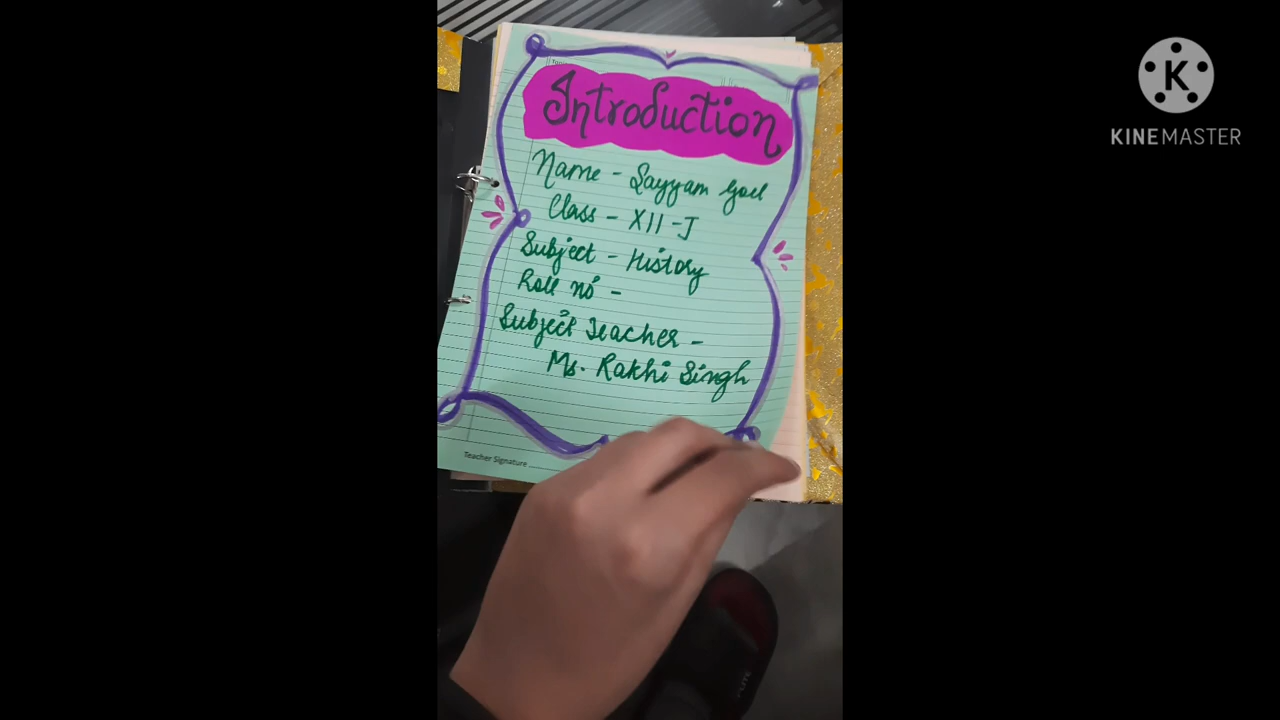 Introduction
Name - Sayyam Goel
Class - XII - J
Subject - History
Roll no -
Subject Teacher -
Ms. Rakhi Singh
Teacher Signature
KINEMASTER